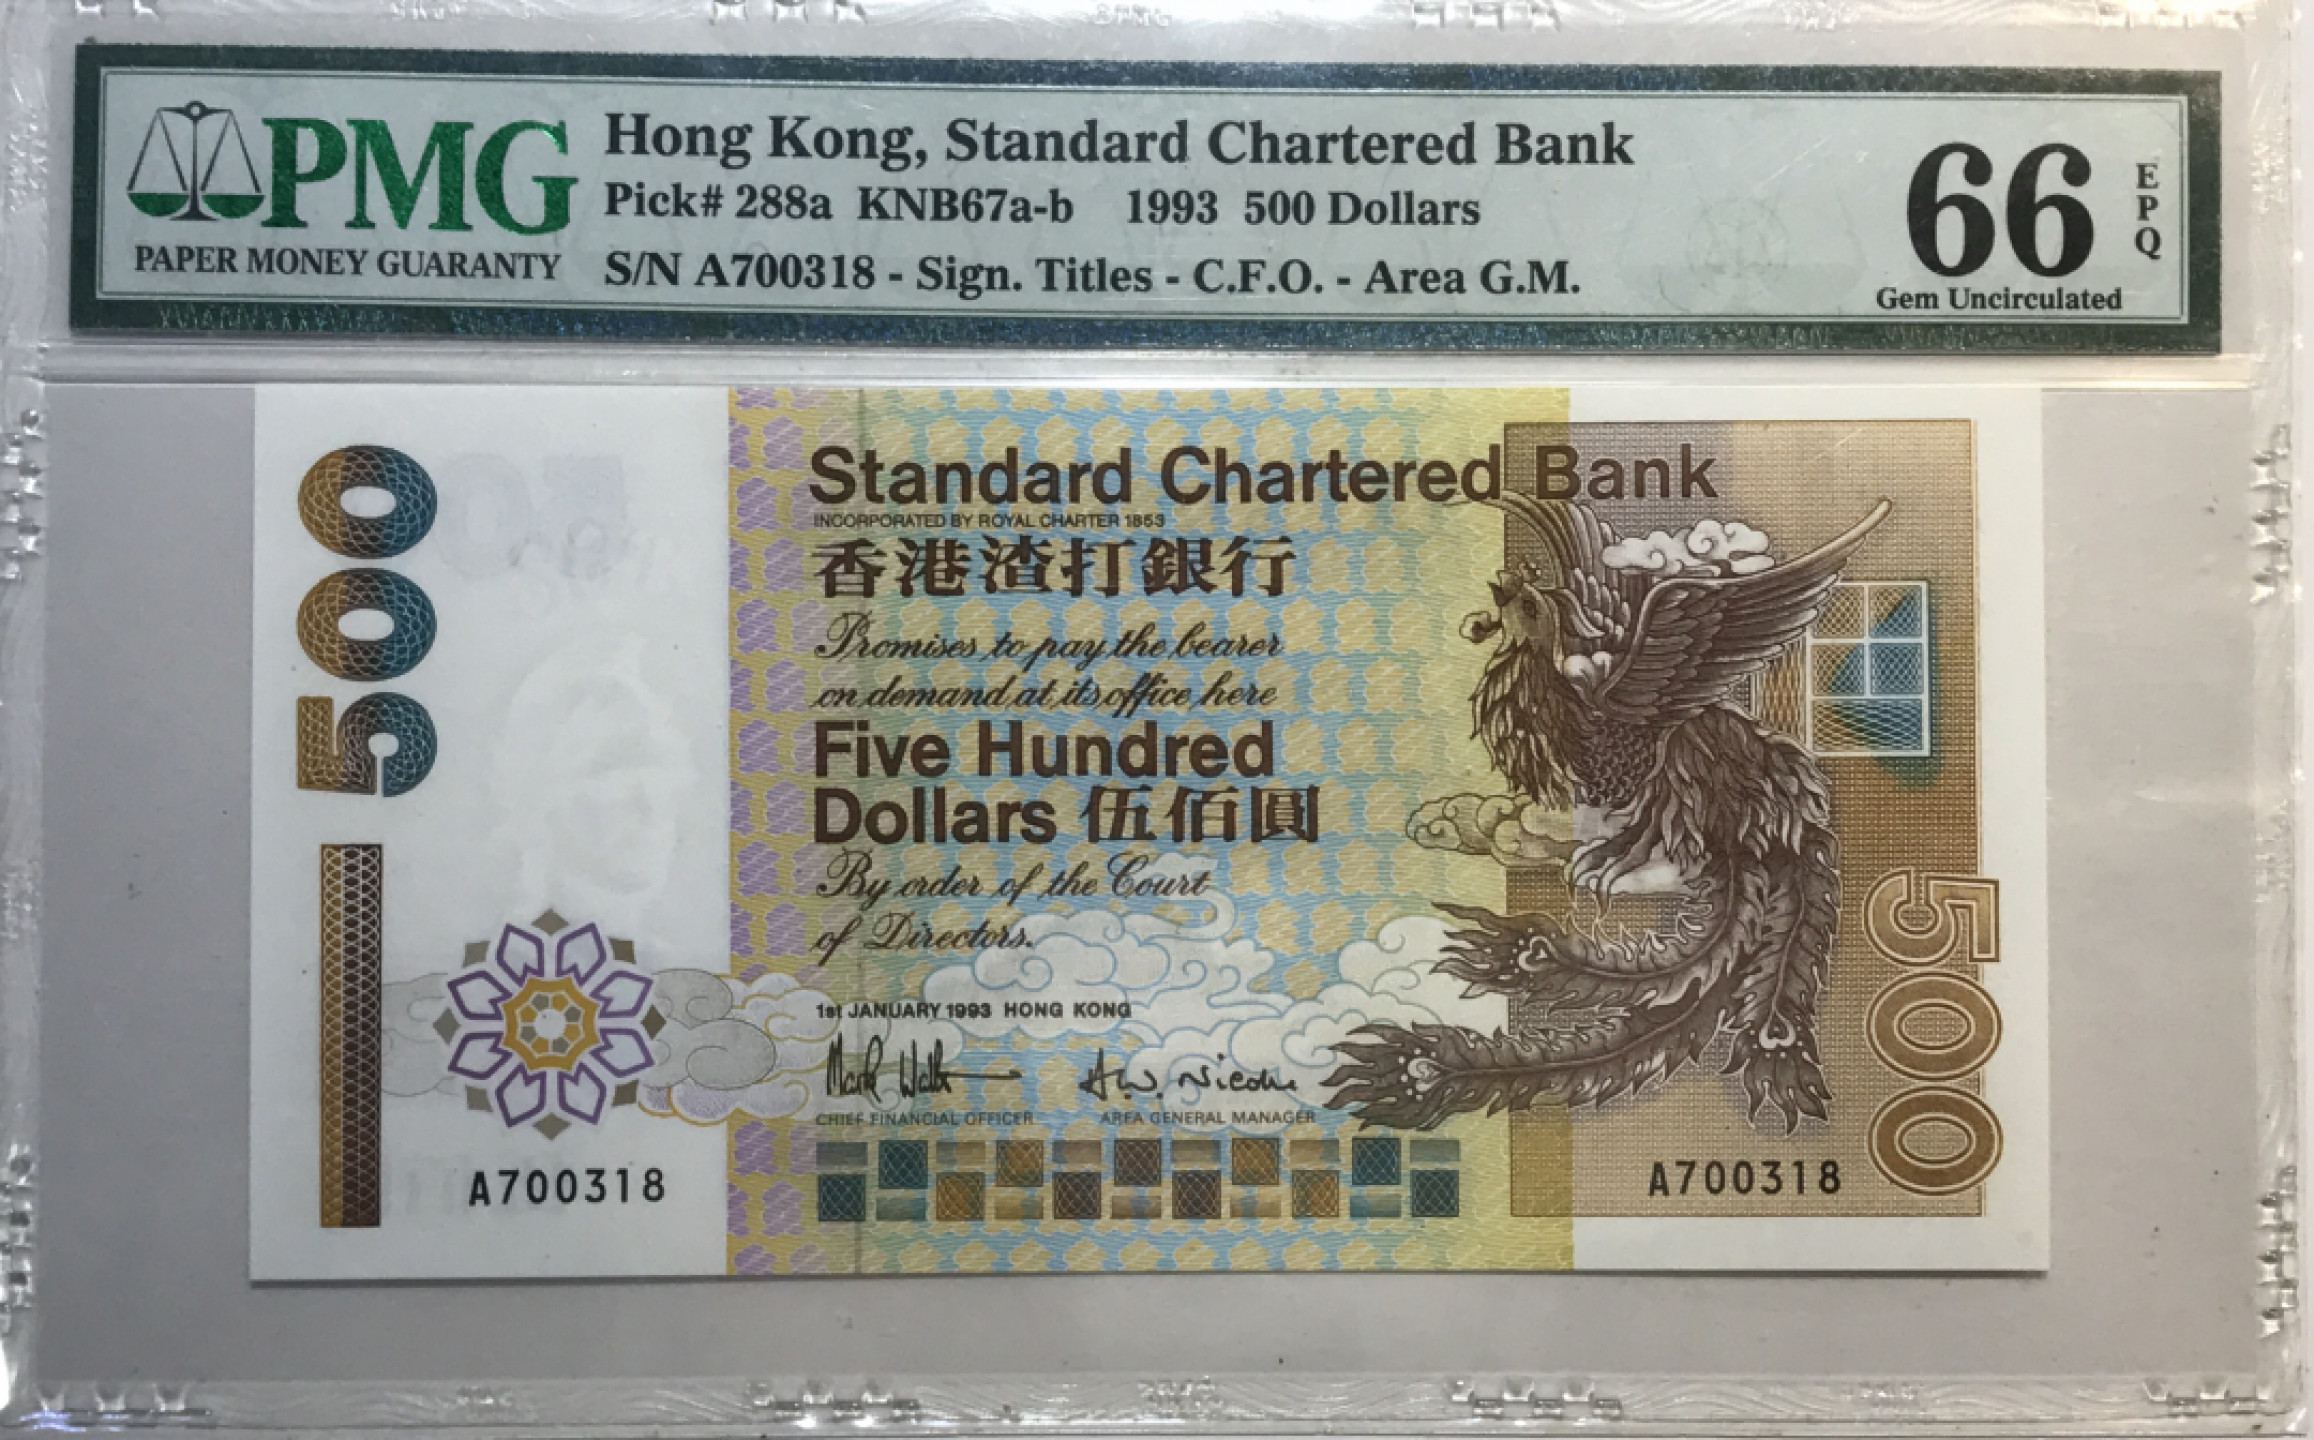 PMG
PAPER MONEY GUARANTY
Hong Kong, Standard Chartered Bank
Pick# 288a KNB67a-b 1993 500 Dollars
S/N A700318 - Sign. Titles - C.F.O. - Area G.M.
66
EPQ
Gem Uncirculated
500
Standard Chartered Bank
INCORPORATED BY ROYAL CHARTER 1853
香港渣打銀行
Promises to pay the bearer
on demand at its office here
Five Hundred
Dollars 伍佰圓
By order of the Court
of Directors.
1st JANUARY 1993 HONG KONG
CHIEF FINANCIAL OFFICER AREA GENERAL MANAGER
A700318
A700318
500